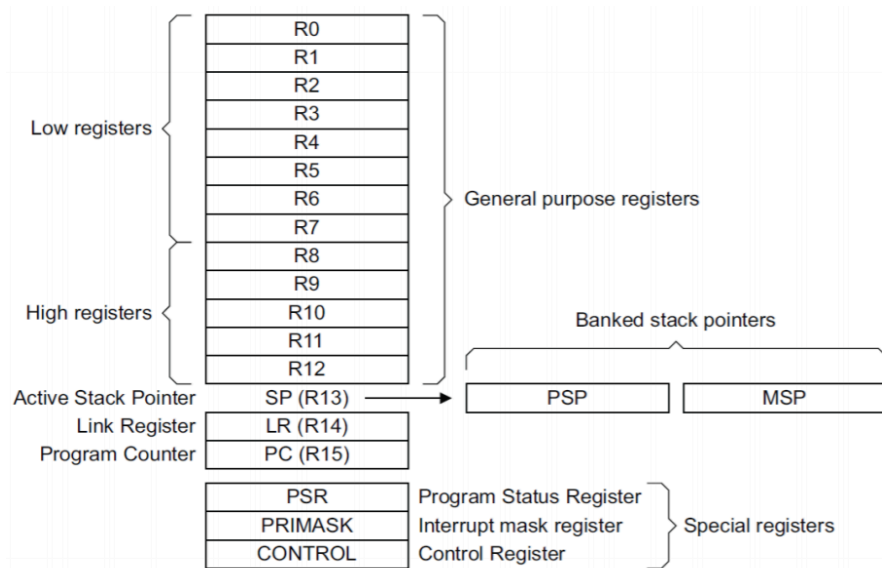 R0
R1
R2
R3
Low registers
R4
R5
R6
General purpose registers
R7
R8
R9
High registers
R10
Banked stack pointers
R11
R12
Active Stack Pointer SP (R13) PSP MSP
Link Register LR (R14)
Program Counter PC (R15)
PSR Program Status Register
PRIMASK Interrupt mask register Special registers
CONTROL Control Register